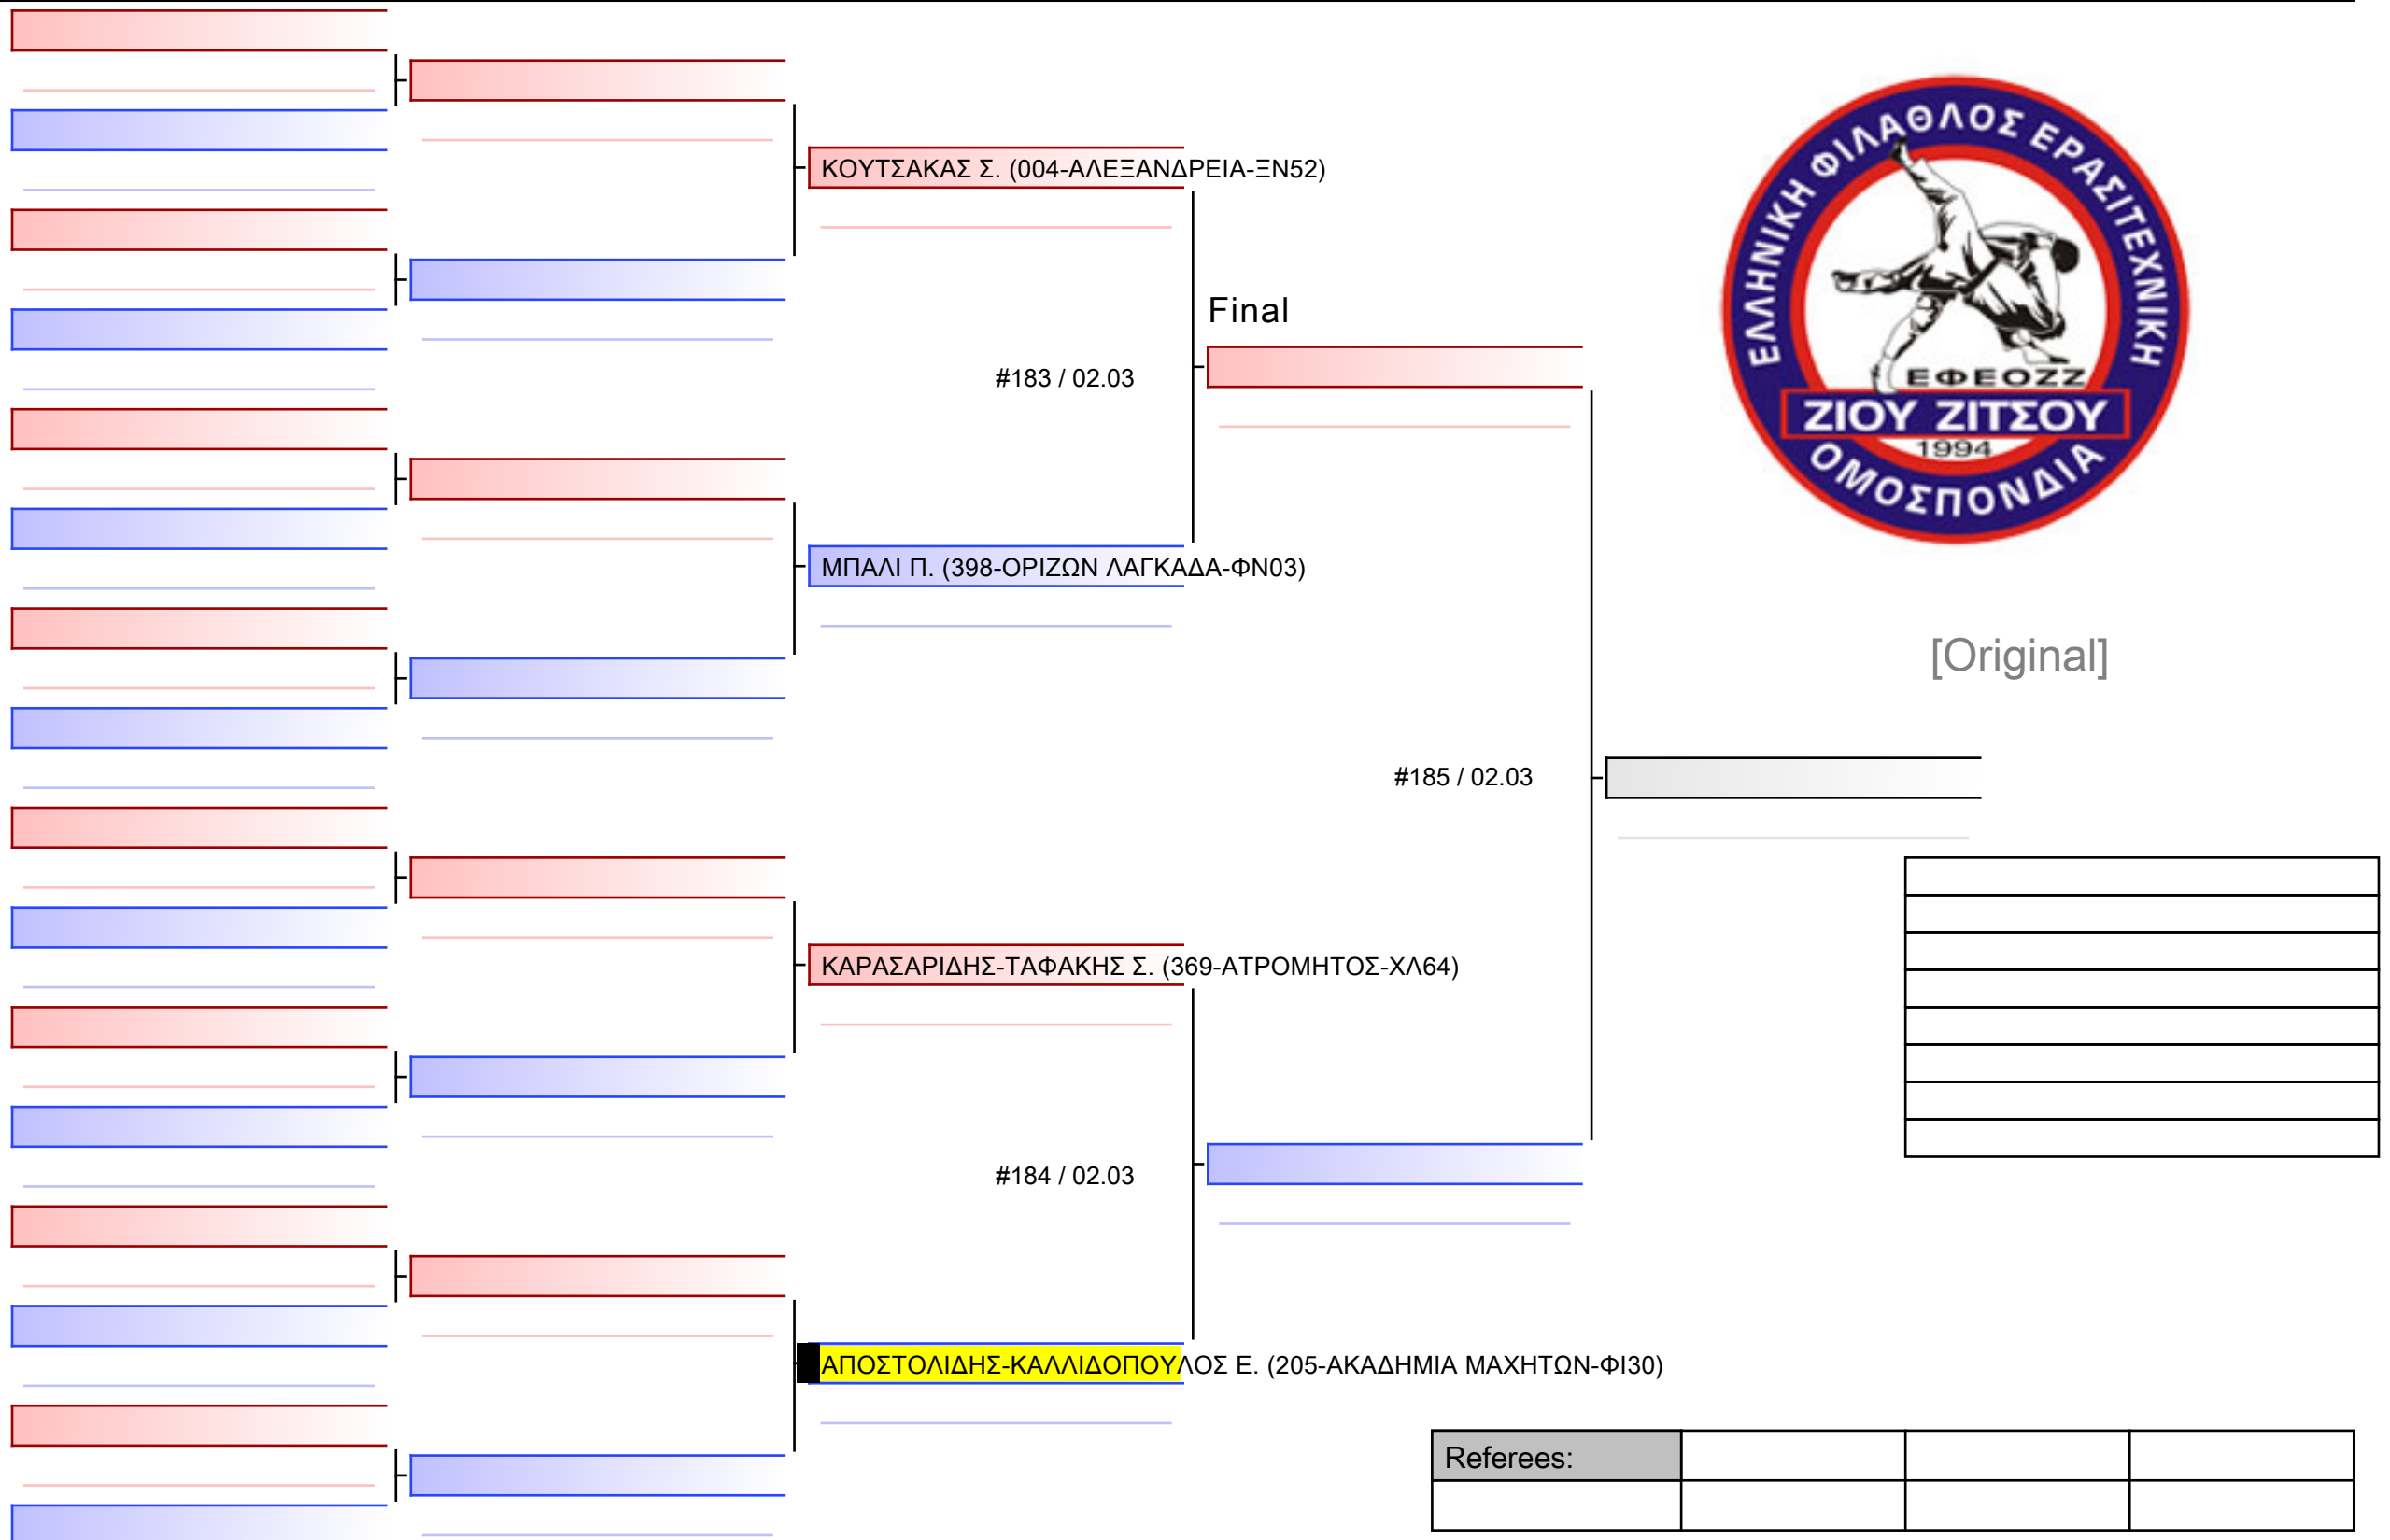 ΚΟΥΤΣΑΚΑΣ Σ. (004-ΑΛΕΞΑΝΔΡΕΙΑ-ΞΝ52)
Final
#183 / 02.03
ΜΠΑΛΙ Π. (398-ΟΡΙΖΩΝ ΛΑΓΚΑΔΑ-ΦΝ03)
ΕΛΛΗΝΙΚΗ ΦΙΛΑΘΛΟΣ ΕΡΑΣΙΤΕΧΝΙΚΗ
ΕΦΕΟΖΖ
ΖΙΟΥ ΖΙΤΣΟΥ
1994
ΟΜΟΣΠΟΝΔΙΑ
[Original]
#185 / 02.03
ΚΑΡΑΣΑΡΙΔΗΣ-ΤΑΦΑΚΗΣ Σ. (369-ΑΤΡΟΜΗΤΟΣ-ΧΛ64)
#184 / 02.03
ΑΠΟΣΤΟΛΙΔΗΣ-ΚΑΛΛΙΔΟΠΟΥΛΟΣ Ε. (205-ΑΚΑΔΗΜΙΑ ΜΑΧΗΤΩΝ-ΦΙ30)
Referees: